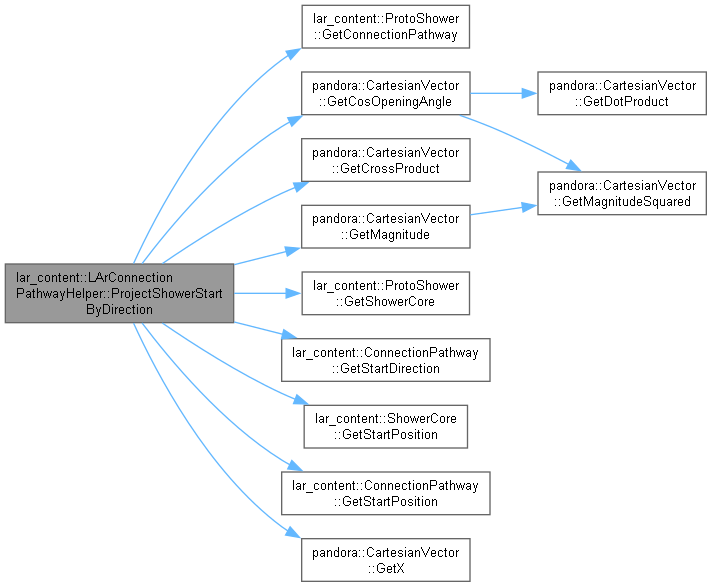 lar_content::ProtoShower
::GetConnectionPathway
pandora::CartesianVector
::GetCosOpeningAngle
pandora::CartesianVector
::GetDotProduct
pandora::CartesianVector
::GetCrossProduct
pandora::CartesianVector
::GetMagnitudeSquared
pandora::CartesianVector
::GetMagnitude
lar_content::LArConnection
PathwayHelper::ProjectShowerStart
ByDirection
lar_content::ProtoShower
::GetShowerCore
lar_content::ConnectionPathway
::GetStartDirection
lar_content::ShowerCore
::GetStartPosition
lar_content::ConnectionPathway
::GetStartPosition
pandora::CartesianVector
::GetX